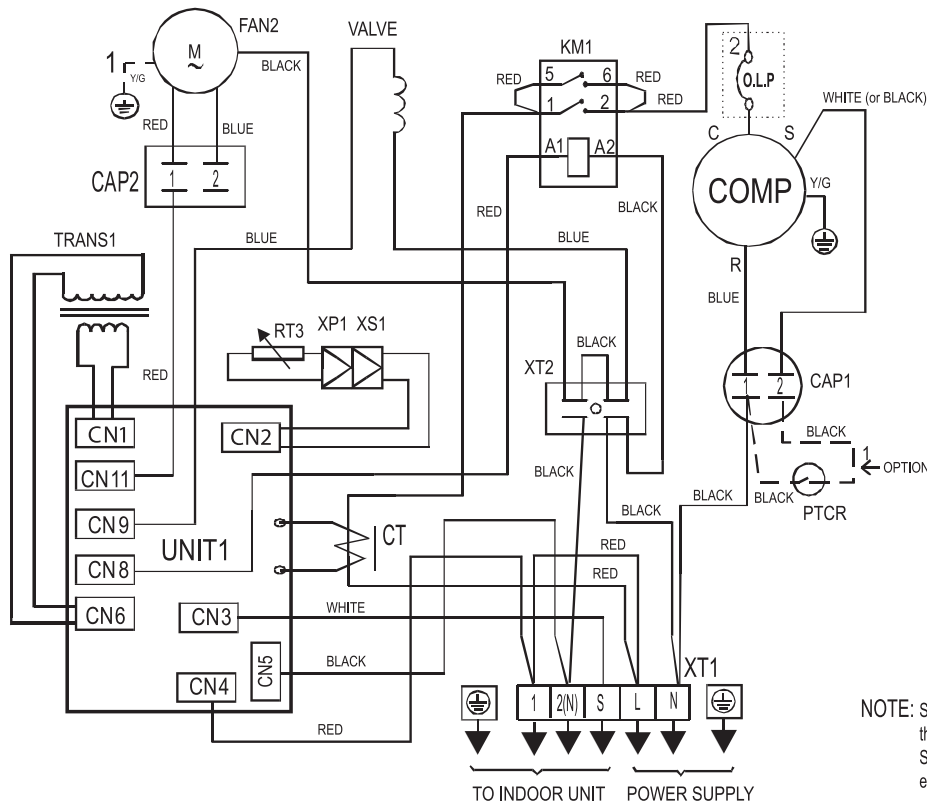 FAN2
VALVE
KM1
M
~
1
Y/G
BLACK
RED
5
6
RED
RED
1
2
RED
2
O.L.P
WHITE (or BLACK)
RED
BLUE
CAP2
1
2
A1
A2
C
S
COMP
Y/G
RED
BLACK
TRANS1
BLUE
BLUE
R
BLUE
RT3
XP1
XS1
RED
BLACK
XT2
1
2
CAP1
CN1
CN2
BLACK
1
CN11
BLACK
OPTION
BLACK
BLACK
CN9
PTCR
UNIT1
CT
RED
CN8
RED
CN6
CN3
WHITE
CN5
BLACK
XT1
CN4
1
2(N)
S
L
N
RED
TO INDOOR UNIT
POWER SUPPLY
NOTE: S
th
S
e